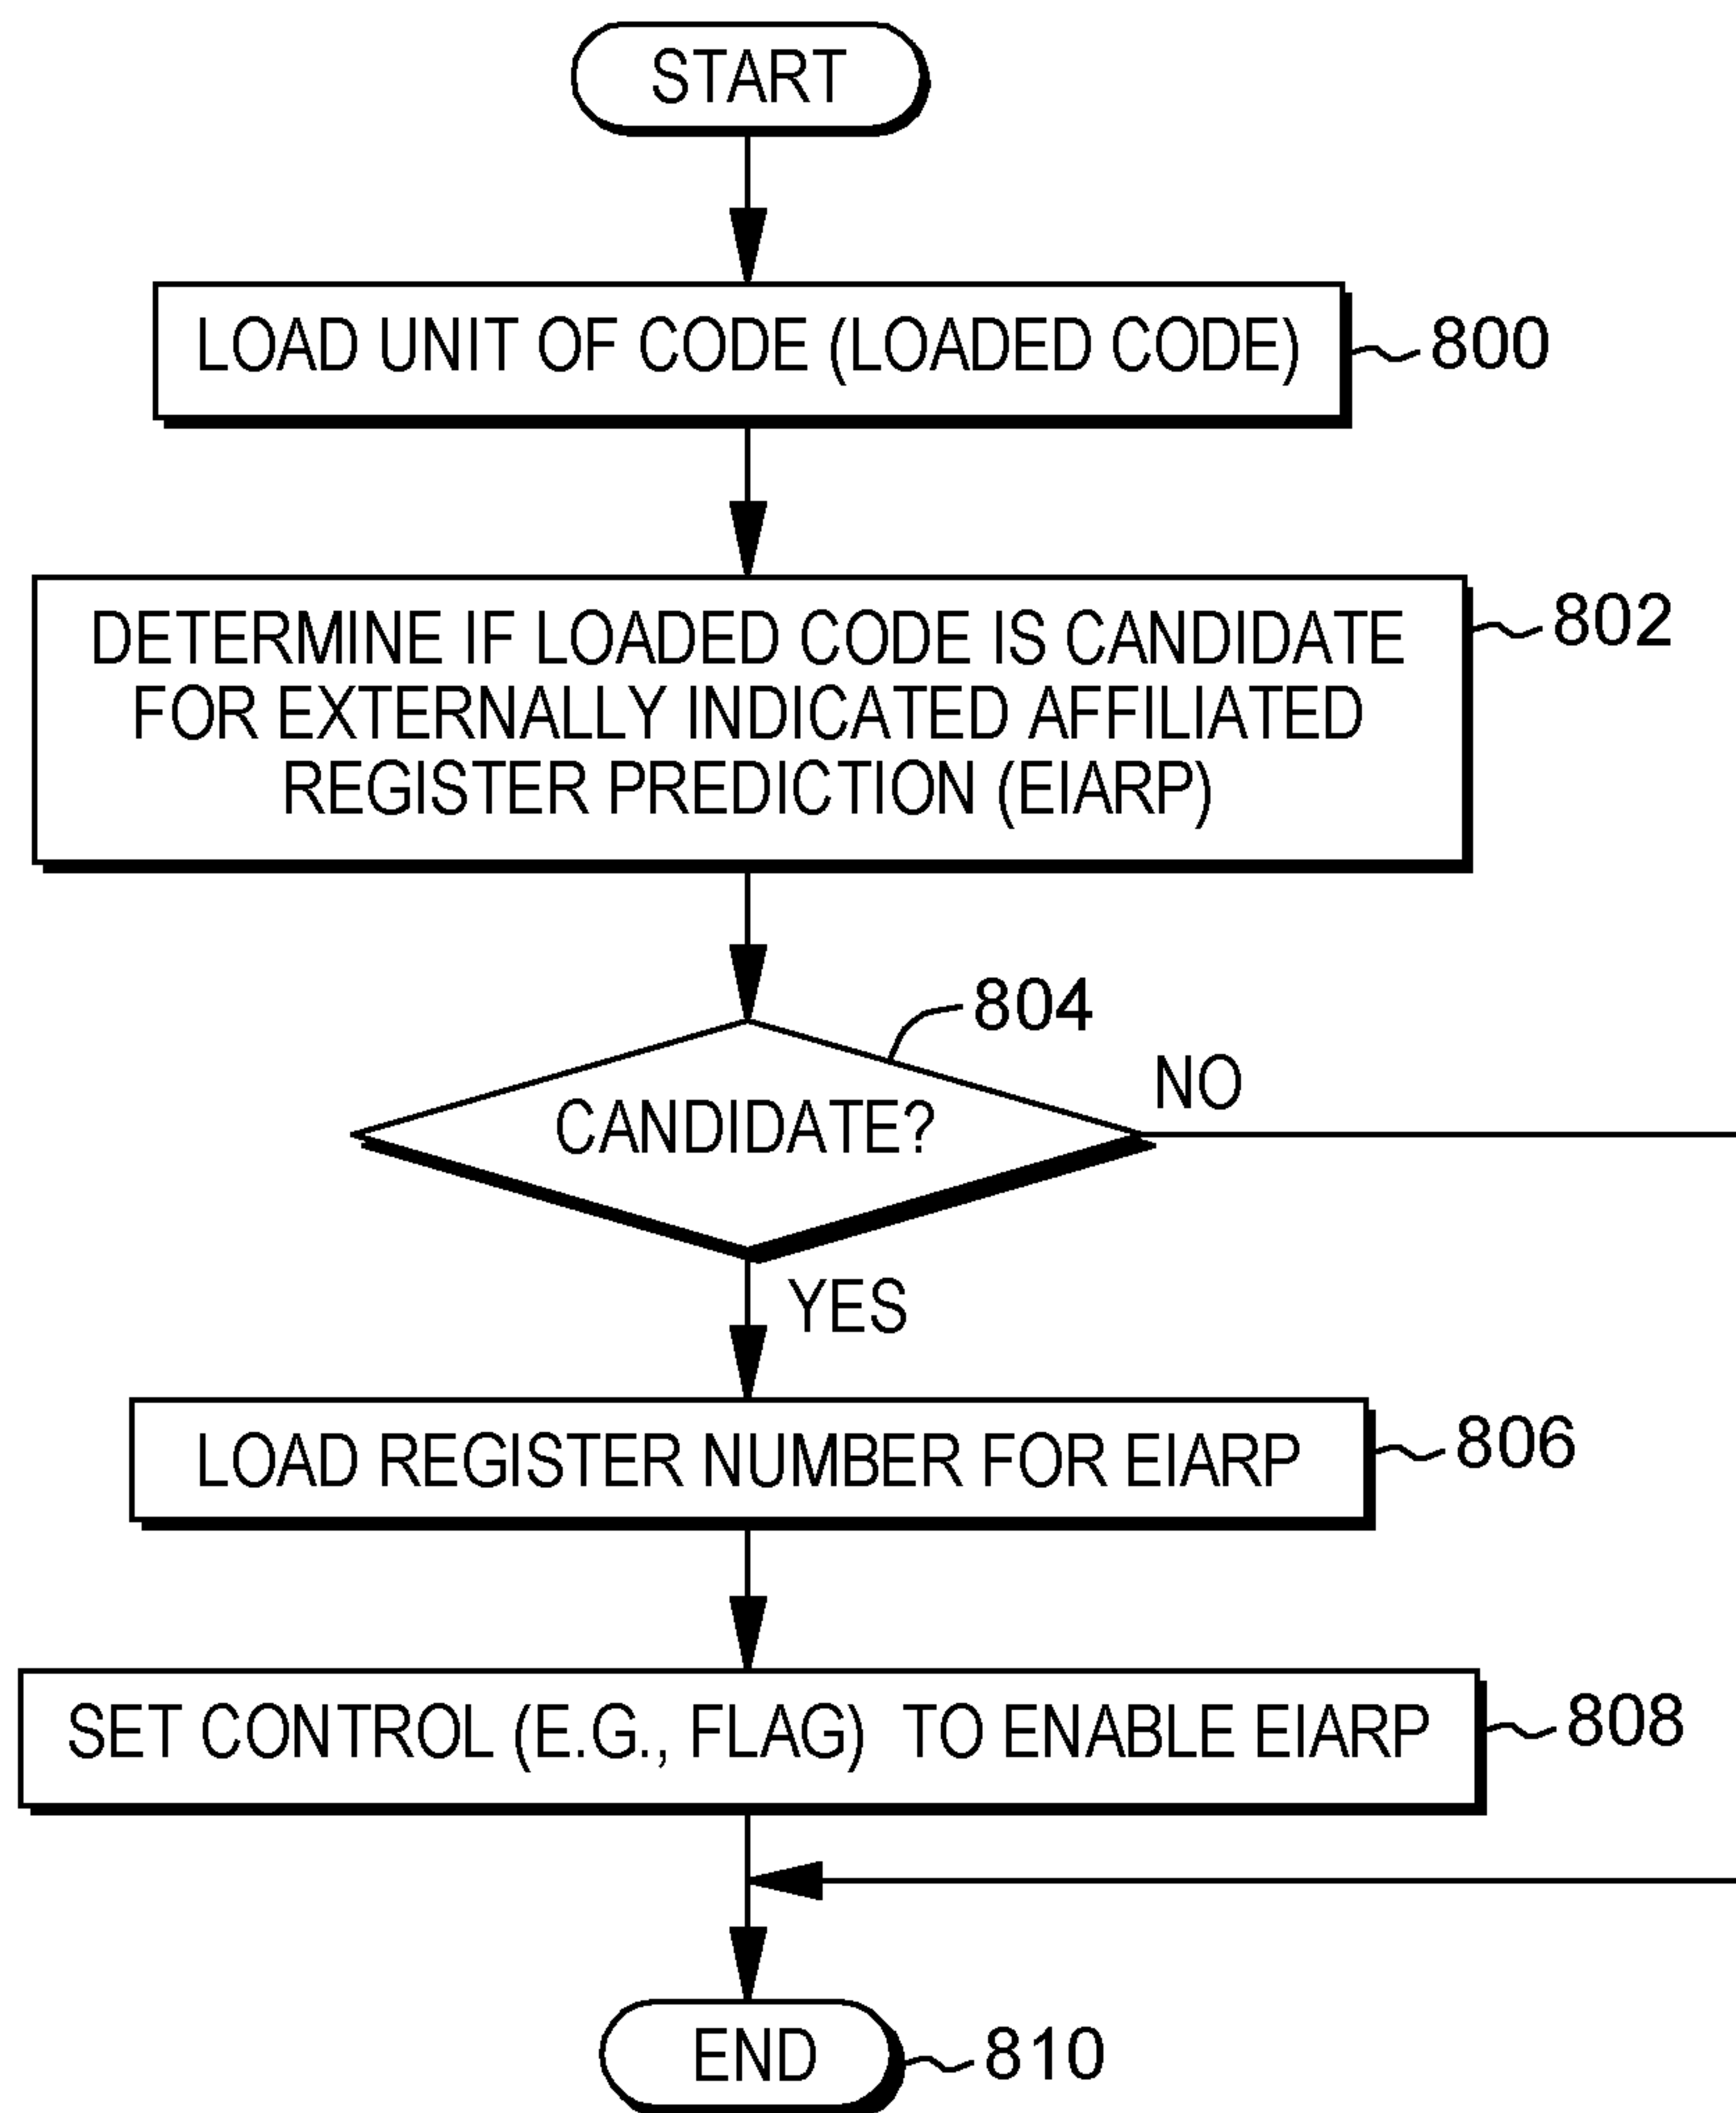 START
LOAD UNIT OF CODE (LOADED CODE)
800
DETERMINE IF LOADED CODE IS CANDIDATE
FOR EXTERNALLY INDICATED AFFILIATED
REGISTER PREDICTION (EIARP)
802
804
CANDIDATE?
NO
YES
LOAD REGISTER NUMBER FOR EIARP
806
SET CONTROL (E.G., FLAG) TO ENABLE EIARP
808
END
810